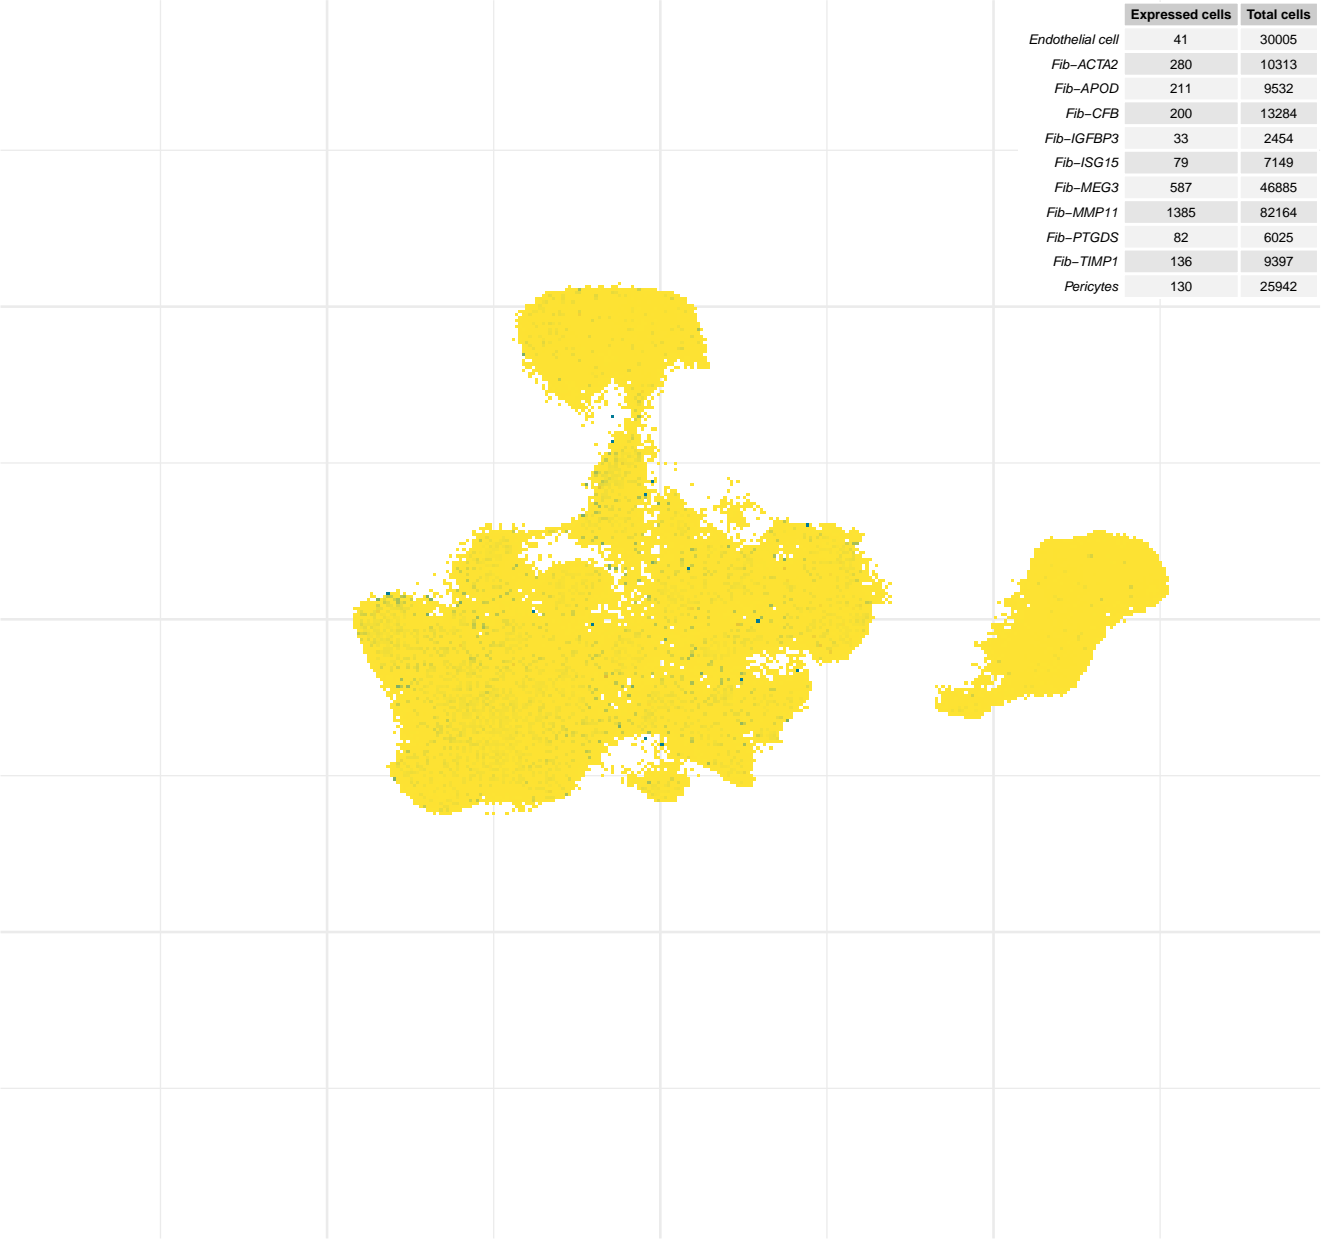 Expressed cells Total cells
Endothelial cell 41 30005
Fib−ACTA2 280 10313
Fib−APOD 211 9532
Fib−CFB 200 13284
Fib−IGFBP3 33 2454
Fib−ISG15 79 7149
Fib−MEG3 587 46885
Fib−MMP11 1385 82164
Fib−PTGDS 82 6025
Fib−TIMP1 136 9397
Pericytes 130 25942